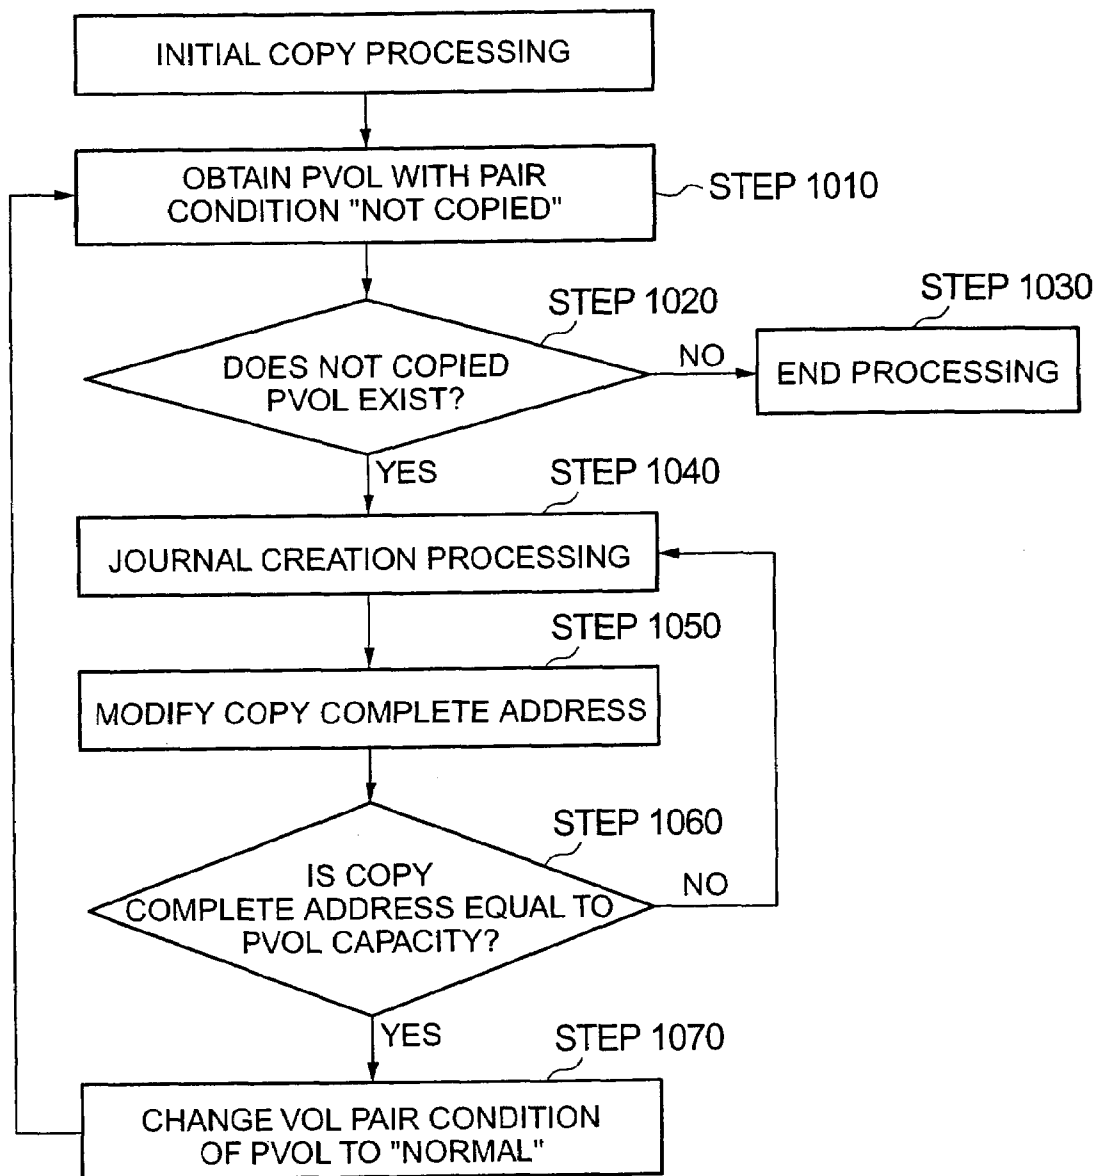 INITIAL COPY PROCESSING
OBTAIN PVOL WITH PAIR
CONDITION "NOT COPIED"
STEP 1010
STEP 1020
DOES NOT COPIED
PVOL EXIST?
NO
STEP 1030
END PROCESSING
YES
STEP 1040
JOURNAL CREATION PROCESSING
STEP 1050
MODIFY COPY COMPLETE ADDRESS
STEP 1060
IS COPY
COMPLETE ADDRESS EQUAL TO
PVOL CAPACITY?
NO
YES
STEP 1070
CHANGE VOL PAIR CONDITION
OF PVOL TO "NORMAL"